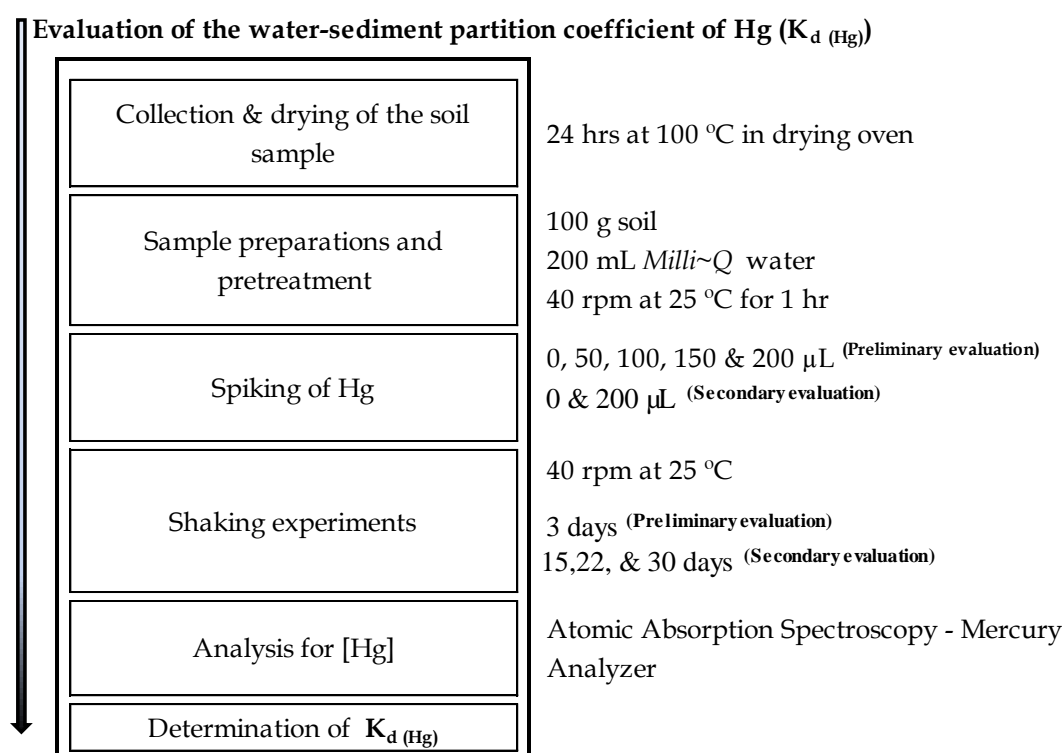 Evaluation of the water-sediment partition coefficient of Hg (Kd (Hg))
Collection & drying of the soil
sample
24 hrs at 100 ºC in drying oven
Sample preparations and
pretreatment
100 g soil
200 mL Milli~Q water
40 rpm at 25 ºC for 1 hr
Spiking of Hg
0, 50, 100, 150 & 200 µL (Preliminary evaluation)
0 & 200 µL (Secondary evaluation)
Shaking experiments
40 rpm at 25 ºC
3 days (Preliminary evaluation)
15,22, & 30 days (Secondary evaluation)
Analysis for [Hg]
Atomic Absorption Spectroscopy - Mercury
Analyzer
Determination of Kd (Hg)